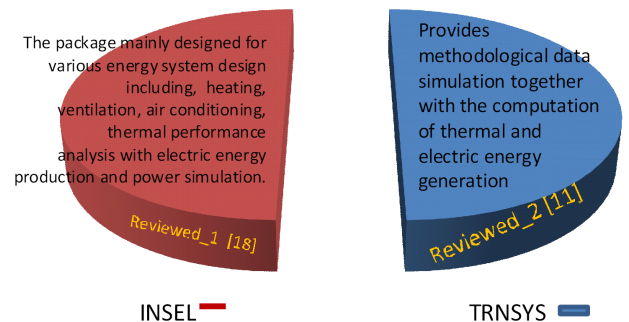 The package mainly designed for
various energy system design
including, heating,
ventilation, air conditioning,
thermal performance
analysis with electric energy
production and power simulation.
Reviewed_1 [18]
Provides
methodological data
simulation together
with the computation
of thermal and
electric energy
generation
Reviewed_2 [11]
INSEL
TRNSYS